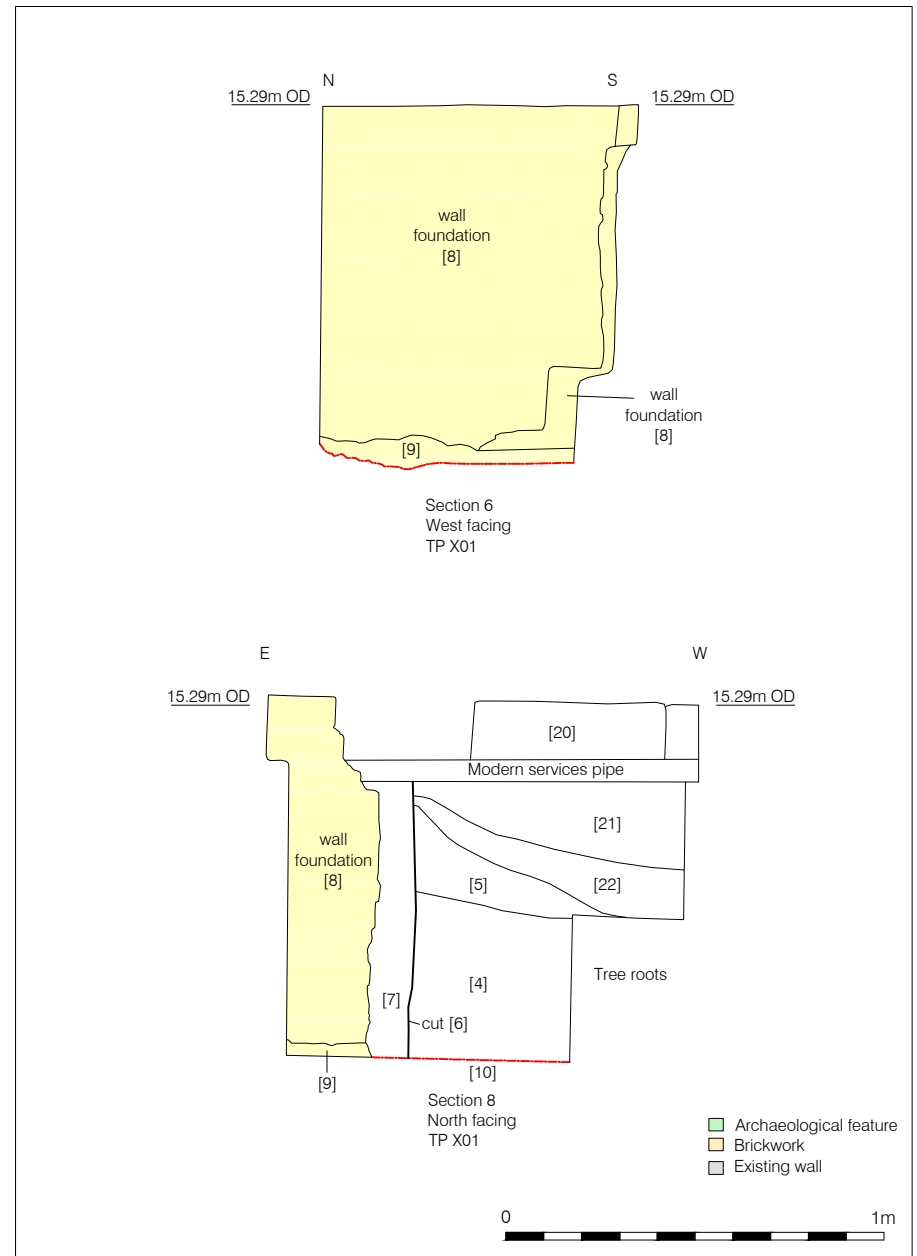 N
S
15.29m OD
15.29m OD
wall
foundation
[8]
wall
foundation
[8]
[9]
Section 6
West facing
TP X01
E
W
15.29m OD
15.29m OD
[20]
Modern services pipe
[21]
wall
foundation
[8]
[5]
[22]
[4]
Tree roots
[7]
cut [6]
[9]
[10]
Section 8
North facing
TP X01
Archaeological feature
Brickwork
Existing wall
0
1m